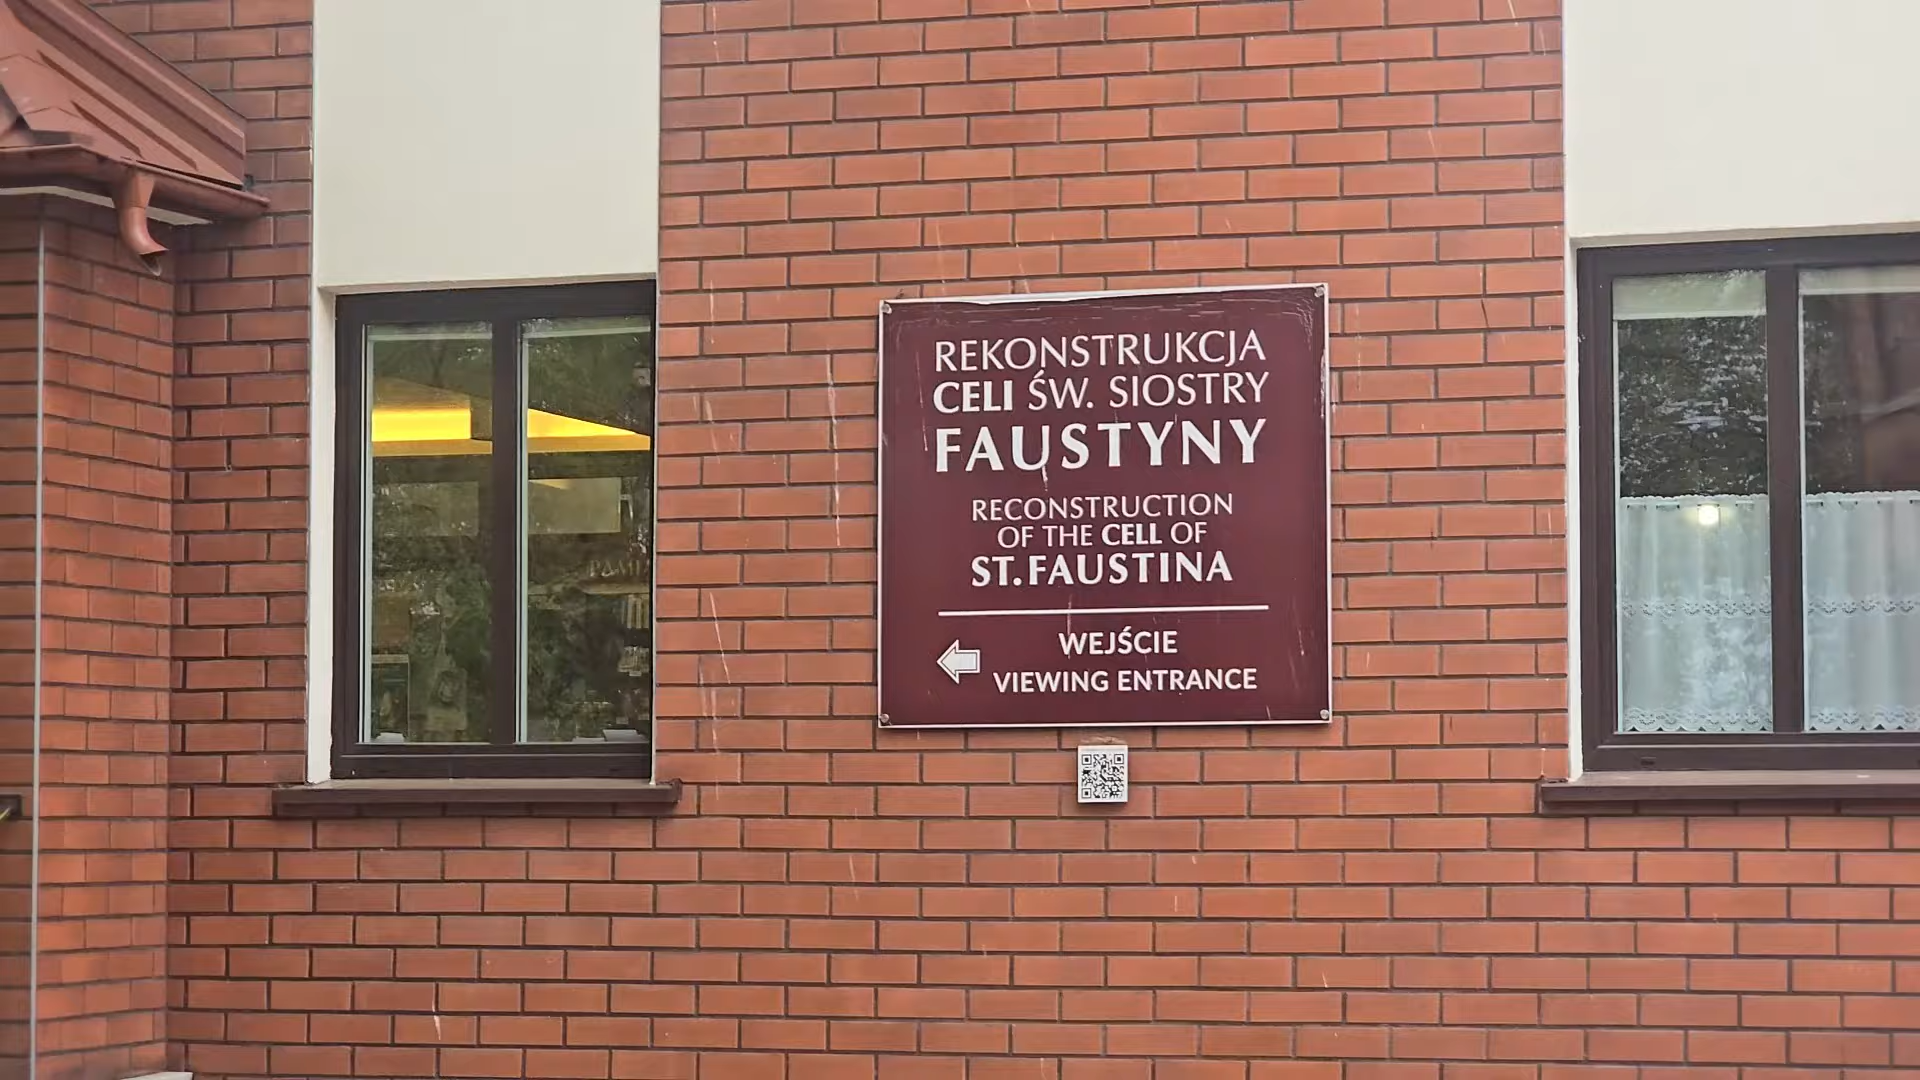 REKONSTRUKCJA
CELI ŚW. SIOSTRY
FAUSTYNY
RECONSTRUCTION
OF THE CELL OF
ST. FAUSTINA
WEJŚCIE
VIEWING ENTRANCE